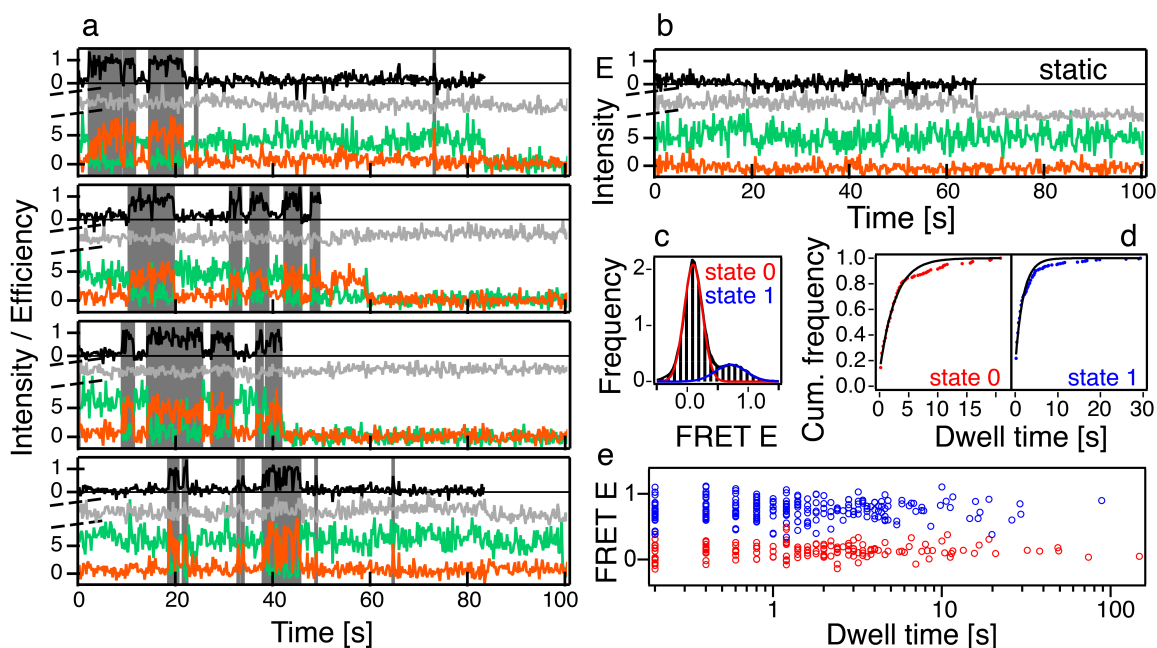 a
Intensity / Efficiency
1
0
5
0
1
0
5
0
1
0
5
0
1
0
5
0
0 20 40 60 80 100
Time [s]
b
E
Intensity
1
0
5
0
static
0 20 40 60 80 100
Time [s]
c
Frequency
2
1
0
state 0
state 1
0.0 1.0
FRET E
d
Cum. frequency
1.0
0.8
0.6
0.4
0.2
0.0
state 0
state 1
0 5 10 15
0 10 20 30
Dwell time [s]
e
FRET E
1
0
1 10 100
Dwell time [s]